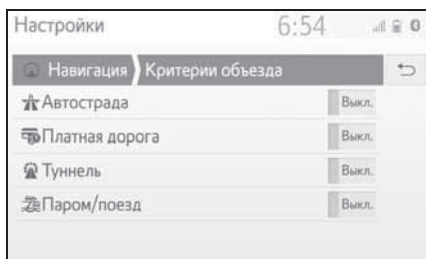 Настройки 6:54
Навигация Критерии объезда
Автострада Выкл.
Платная дорога Выкл.
Туннель Выкл.
Паром/поезд Выкл.